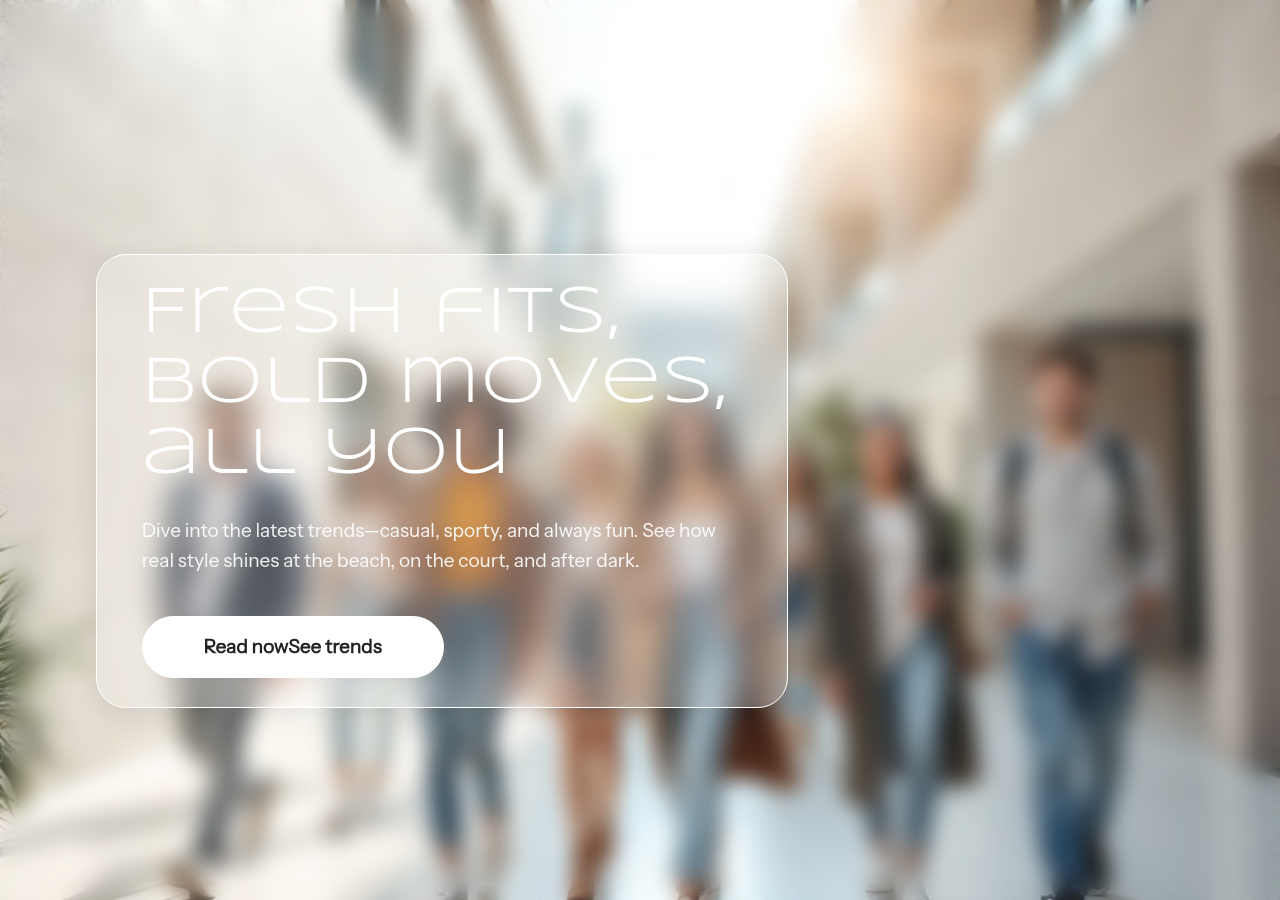 Fresh Fits,
Bold Moves,
All You
Dive into the latest trends—casual, sporty, and always fun. See how
real style shines at the beach, on the court, and after dark.
Read nowSee trends